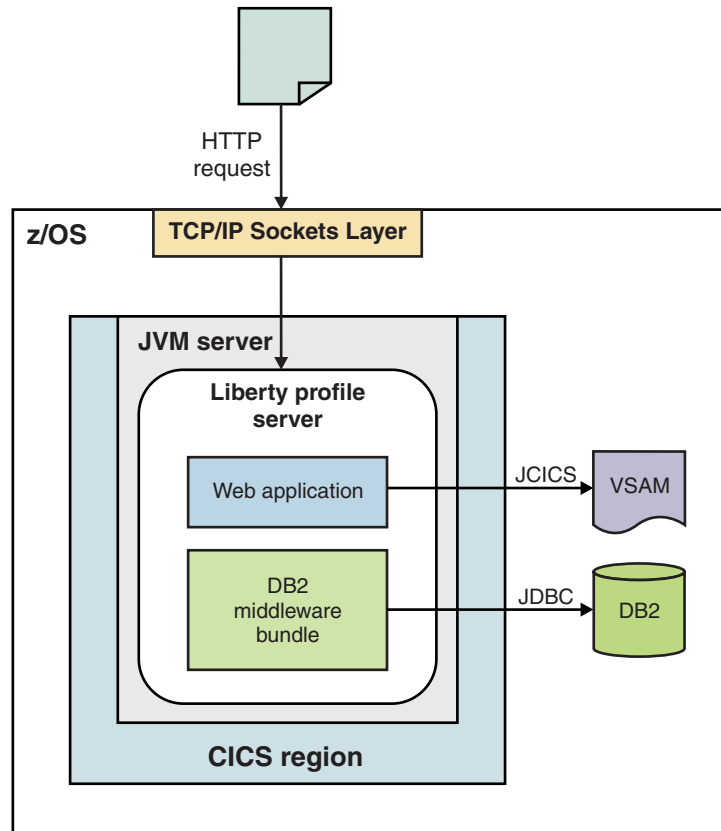 HTTP
request
z/OS
TCP/IP Sockets Layer
JVM server
Liberty profile
server
Web application
JCICS
VSAM
DB2
middleware
bundle
JDBC
DB2
CICS region